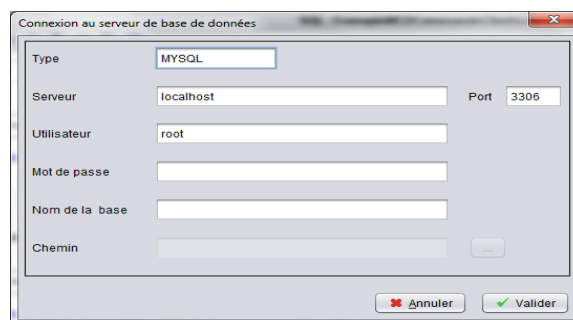 Connexion au serveur de base de données
Type MYSQL
Serveur localhost Port 3306
Utilisateur root
Mot de passe
Nom de la base
Chemin ...
Annuler Valider